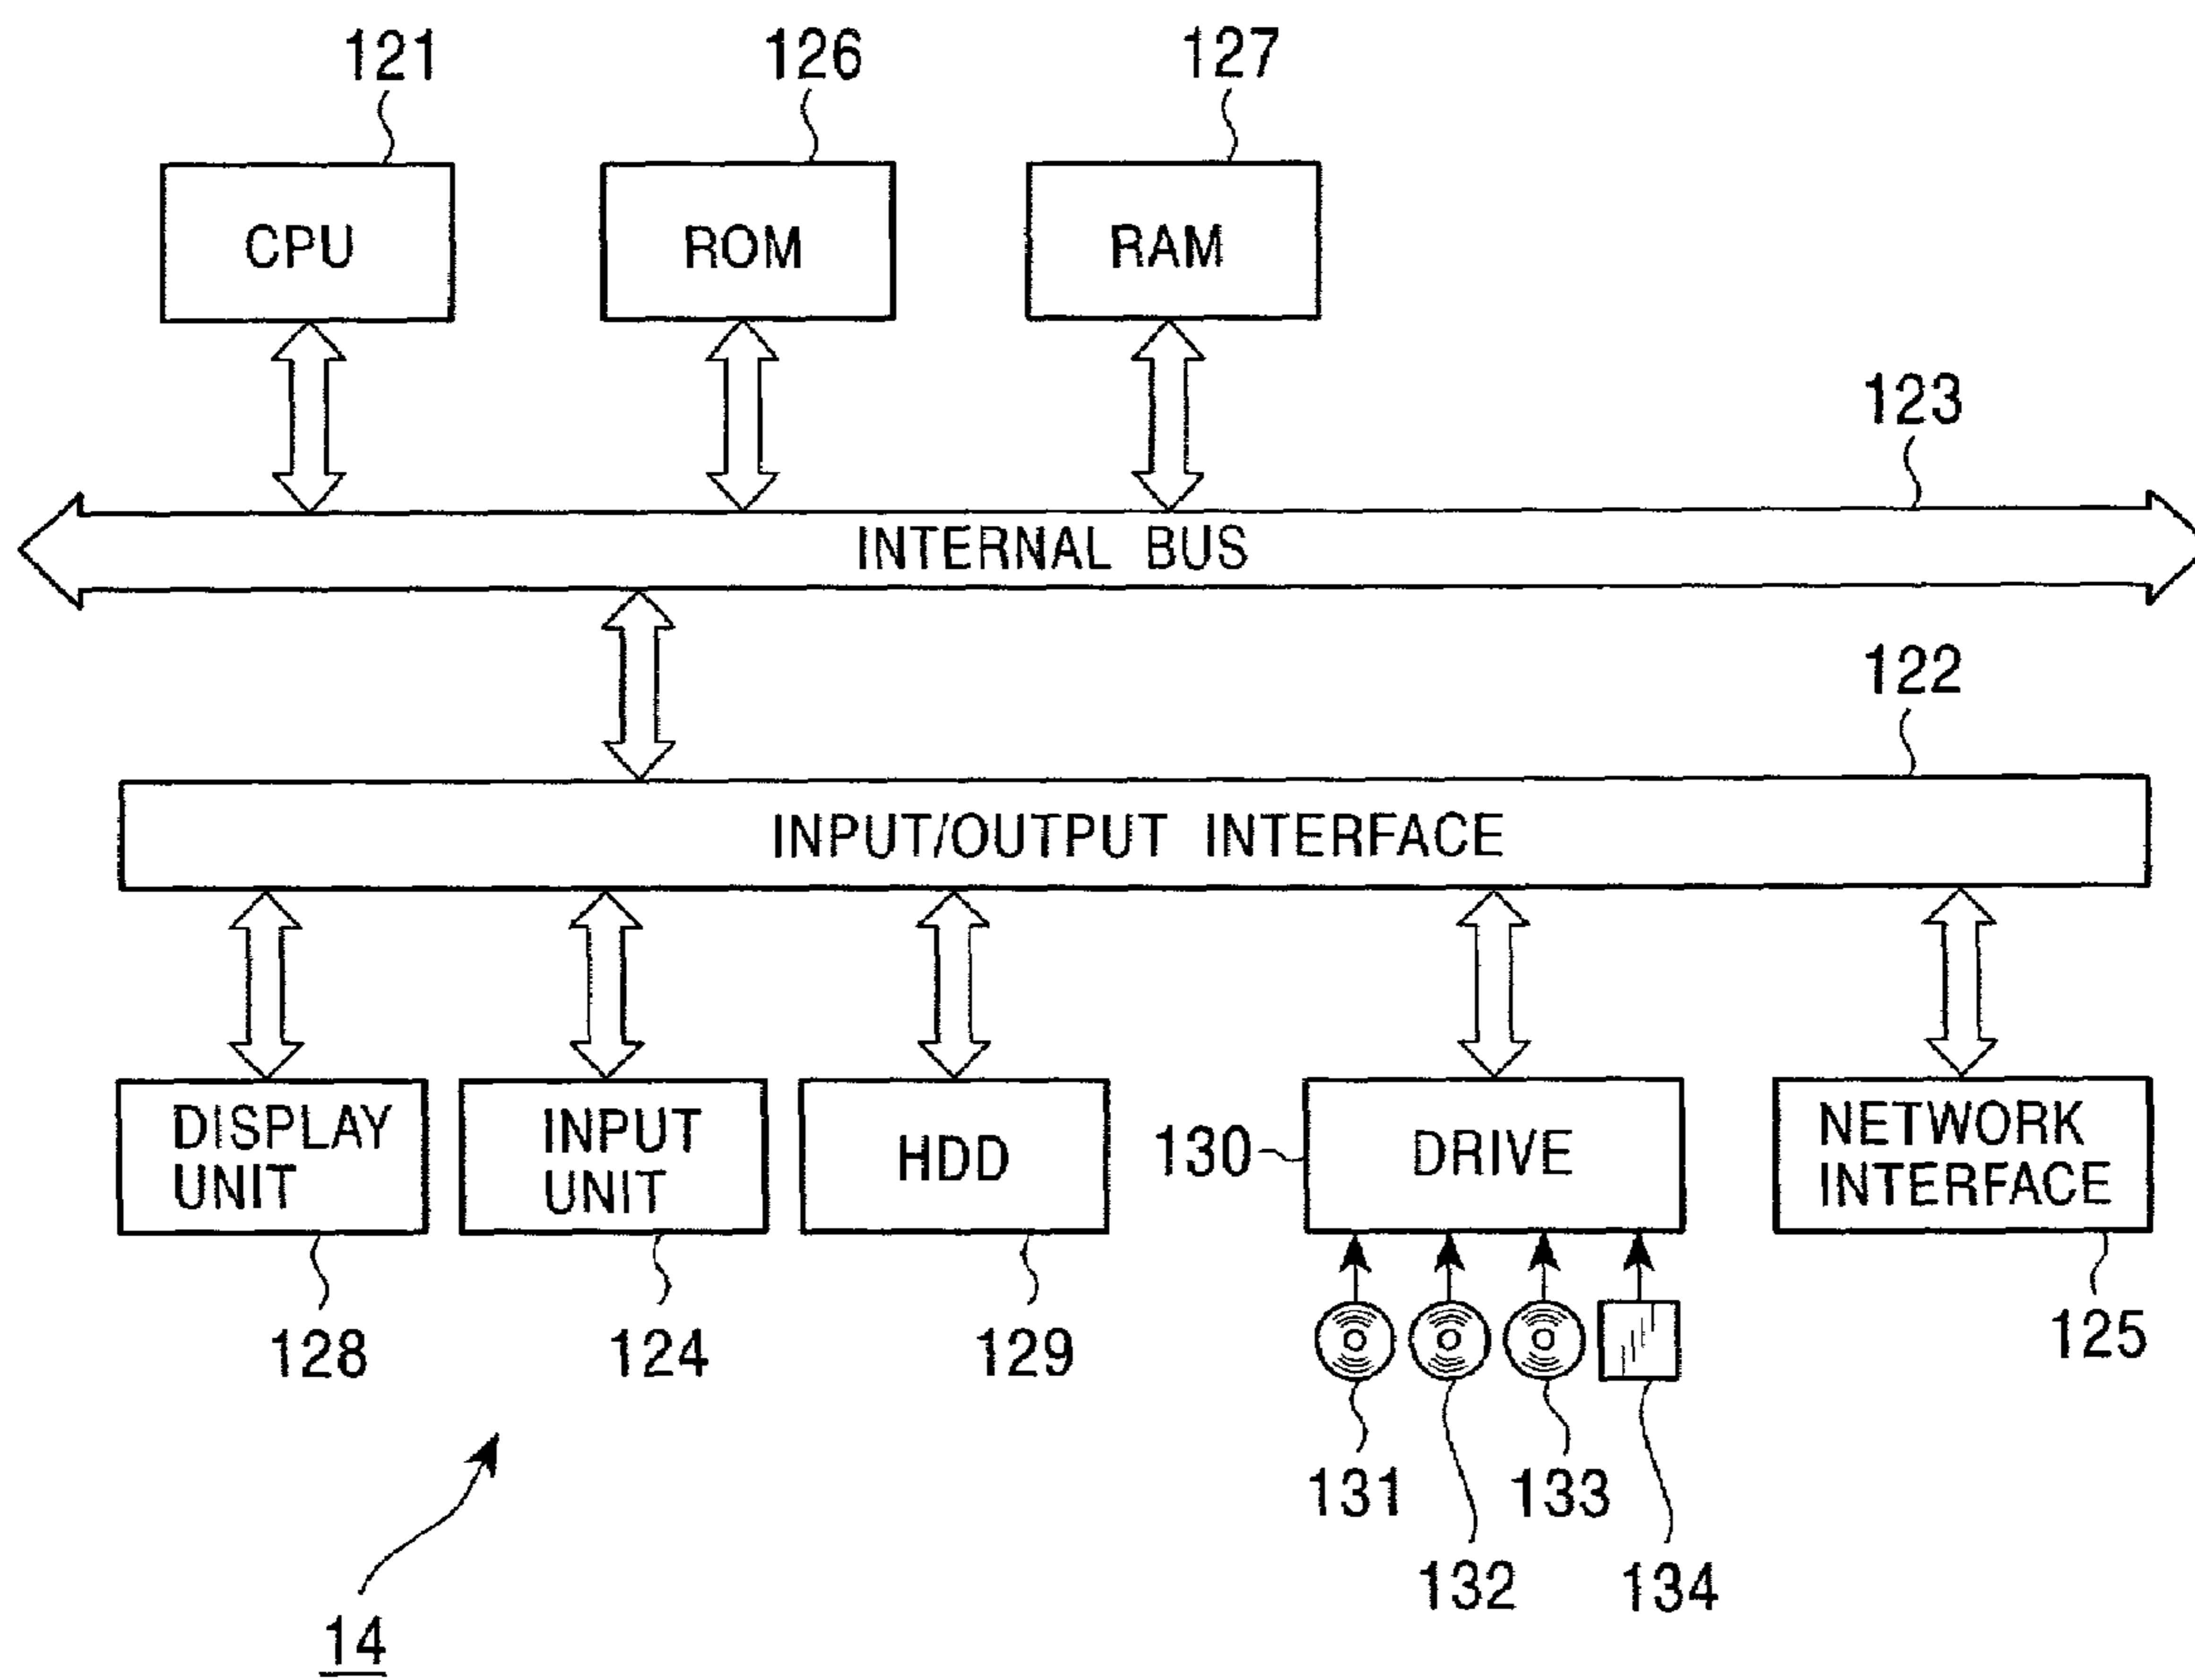 121
126
127
CPU
ROM
RAM
123
INTERNAL BUS
122
INPUT/OUTPUT INTERFACE
DISPLAY
UNIT
INPUT
UNIT
HDD
130
DRIVE
NETWORK
INTERFACE
128
124
129
125
131
133
132
134
14